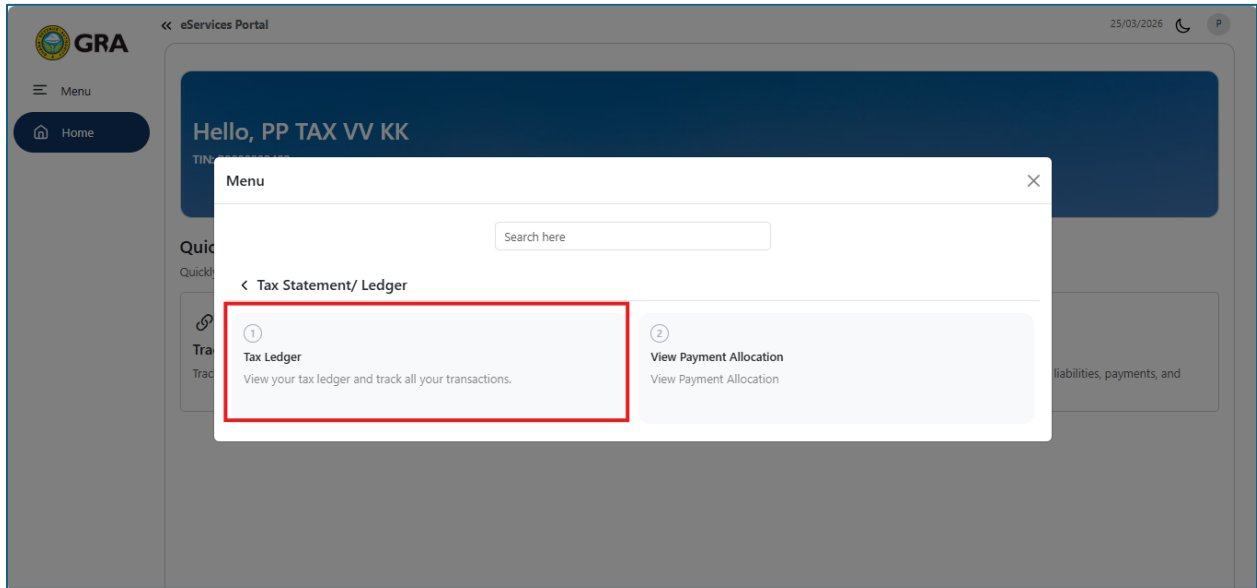 GRA
eServices Portal
25/03/2026
P
Menu
Home
Hello, PP TAX VV KK
TIN:
Menu
Search here
Quic
Quickly
Tax Statement/ Ledger
1
Tax Ledger
View your tax ledger and track all your transactions.
2
View Payment Allocation
View Payment Allocation
Tra
Trac
liabilities, payments, and